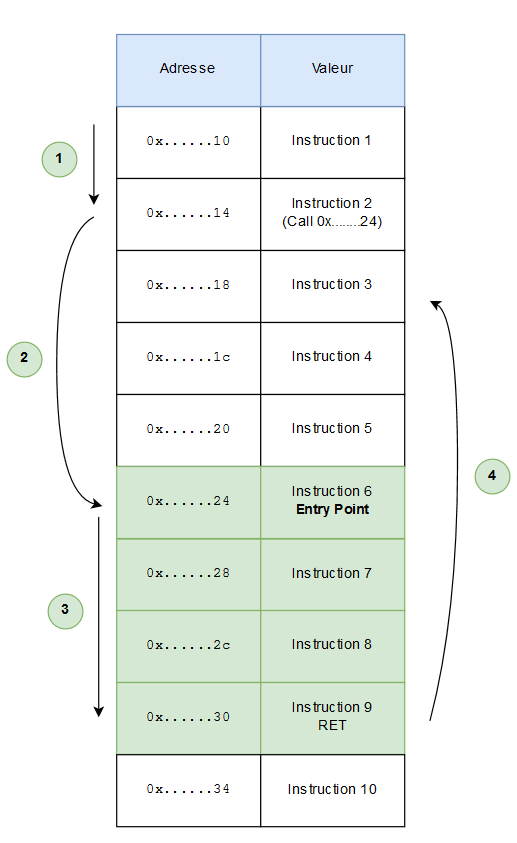 Adresse Valeur
0x......10 Instruction 1
1
0x......14 Instruction 2
(Call 0x.......24)
0x......18 Instruction 3
2
0x......1c Instruction 4
0x......20 Instruction 5
4
0x......24 Instruction 6
Entry Point
0x......28 Instruction 7
3
0x......2c Instruction 8
0x......30 Instruction 9
RET
0x......34 Instruction 10